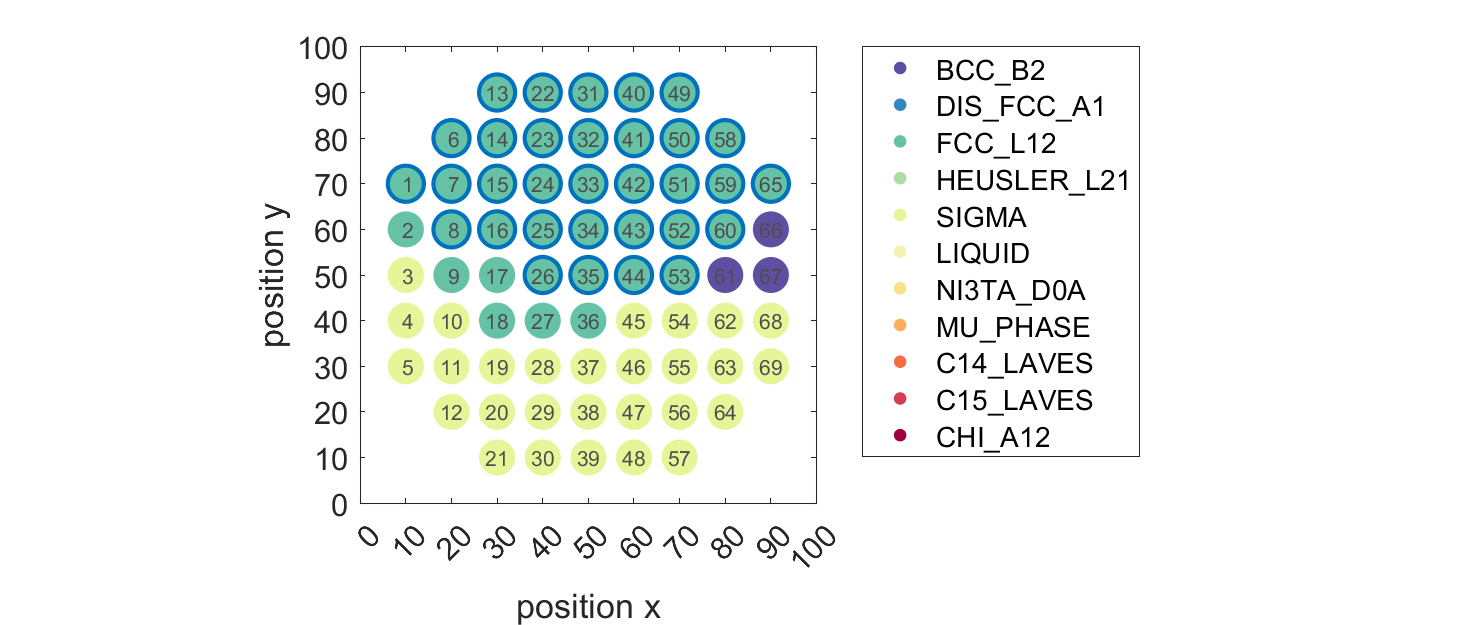 100
90
80
70
60
50
40
30
20
10
0
position y
13 22 31 40 49
6 14 23 32 41 50 58
1 7 15 24 33 42 51 59 65
2 8 16 25 34 43 52 60 66
3 9 17 26 35 44 53 61 67
4 10 18 27 36 45 54 62 68
5 11 19 28 37 46 55 63 69
12 20 29 38 47 56 64
21 30 39 48 57
0 10 20 30 40 50 60 70 80 90 100
position x
BCC_B2
DIS_FCC_A1
FCC_L12
HEUSLER_L21
SIGMA
LIQUID
NI3TA_D0A
MU_PHASE
C14_LAVES
C15_LAVES
CHI_A12